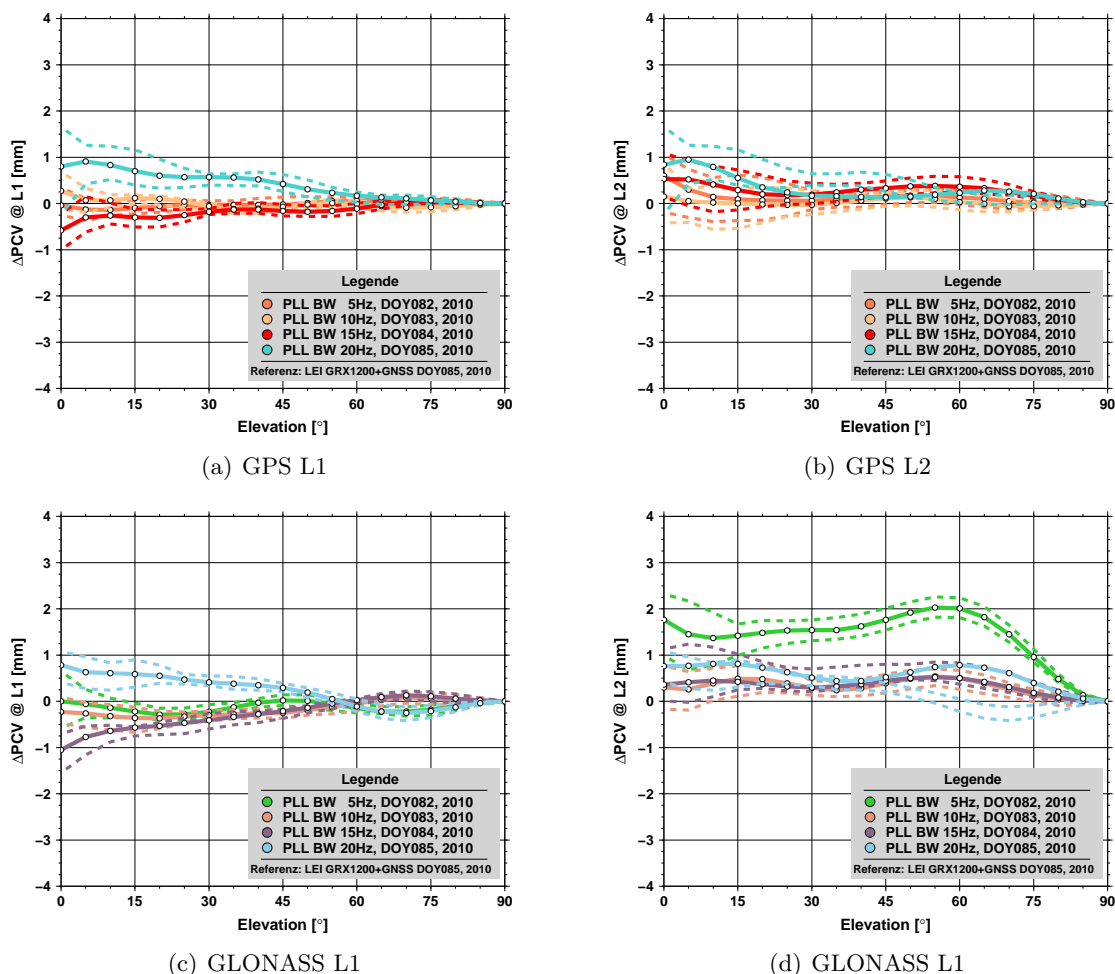 4
3
2
1
0
−1
−2
−3
−4
ΔPCV @ L1 [mm]
Legende
PLL BW 5Hz, DOY082, 2010
PLL BW 10Hz, DOY083, 2010
PLL BW 15Hz, DOY084, 2010
PLL BW 20Hz, DOY085, 2010
Referenz: LEI GRX1200+GNSS DOY085, 2010
0 15 30 45 60 75 90
Elevation [°]
(a) GPS L1
4
3
2
1
0
−1
−2
−3
−4
ΔPCV @ L2 [mm]
Legende
PLL BW 5Hz, DOY082, 2010
PLL BW 10Hz, DOY083, 2010
PLL BW 15Hz, DOY084, 2010
PLL BW 20Hz, DOY085, 2010
Referenz: LEI GRX1200+GNSS DOY085, 2010
0 15 30 45 60 75 90
Elevation [°]
(b) GPS L2
4
3
2
1
0
−1
−2
−3
−4
ΔPCV @ L1 [mm]
Legende
PLL BW 5Hz, DOY082, 2010
PLL BW 10Hz, DOY083, 2010
PLL BW 15Hz, DOY084, 2010
PLL BW 20Hz, DOY085, 2010
Referenz: LEI GRX1200+GNSS DOY085, 2010
0 15 30 45 60 75 90
Elevation [°]
(c) GLONASS L1
4
3
2
1
0
−1
−2
−3
−4
ΔPCV @ L2 [mm]
Legende
PLL BW 5Hz, DOY082, 2010
PLL BW 10Hz, DOY083, 2010
PLL BW 15Hz, DOY084, 2010
PLL BW 20Hz, DOY085, 2010
Referenz: LEI GRX1200+GNSS DOY085, 2010
0 15 30 45 60 75 90
Elevation [°]
(d) GLONASS L1